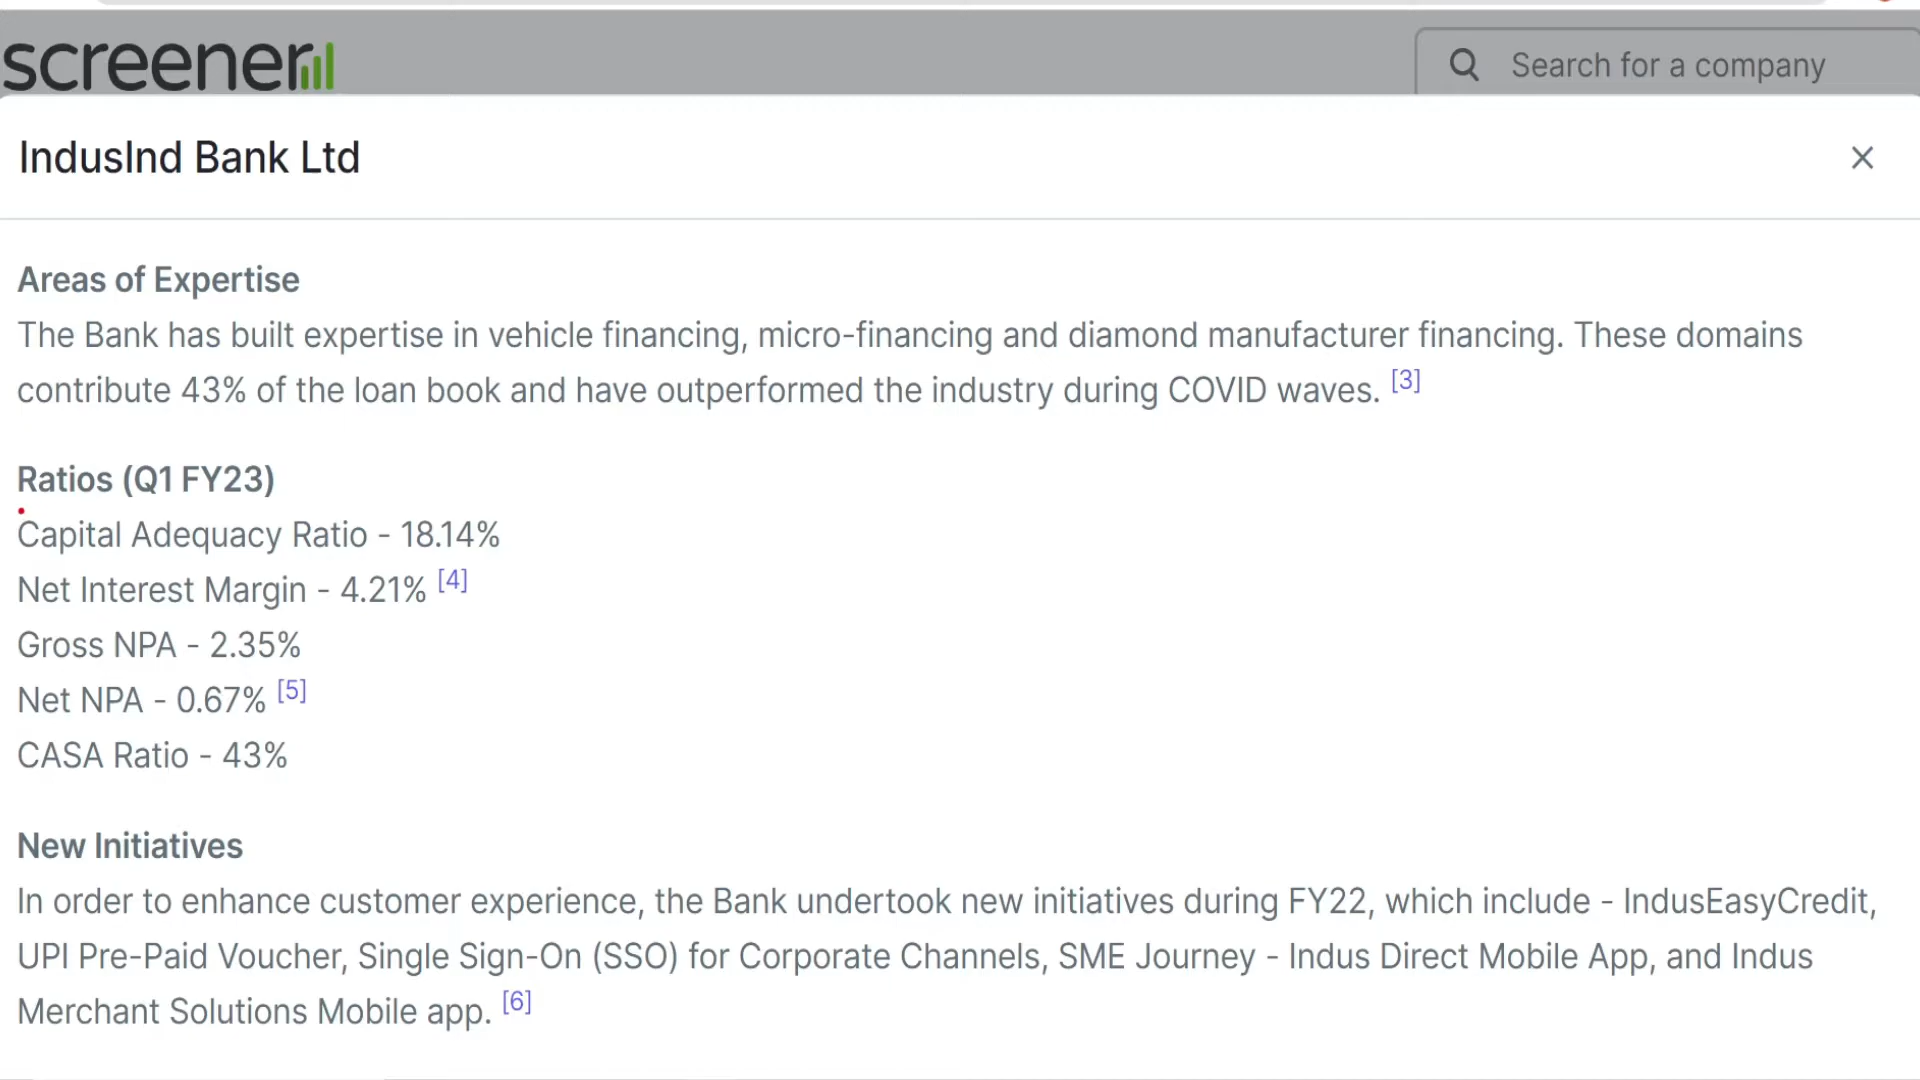 screener
Search for a company
IndusInd Bank Ltd
Areas of Expertise
The Bank has built expertise in vehicle financing, micro-financing and diamond manufacturer financing. These domains
contribute 43% of the loan book and have outperformed the industry during COVID waves. [3]
Ratios (Q1 FY23)
Capital Adequacy Ratio - 18.14%
Net Interest Margin - 4.21% [4]
Gross NPA - 2.35%
Net NPA - 0.67% [5]
CASA Ratio - 43%
New Initiatives
In order to enhance customer experience, the Bank undertook new initiatives during FY22, which include - IndusEasyCredit,
UPI Pre-Paid Voucher, Single Sign-On (SSO) for Corporate Channels, SME Journey - Indus Direct Mobile App, and Indus
Merchant Solutions Mobile app. [6]